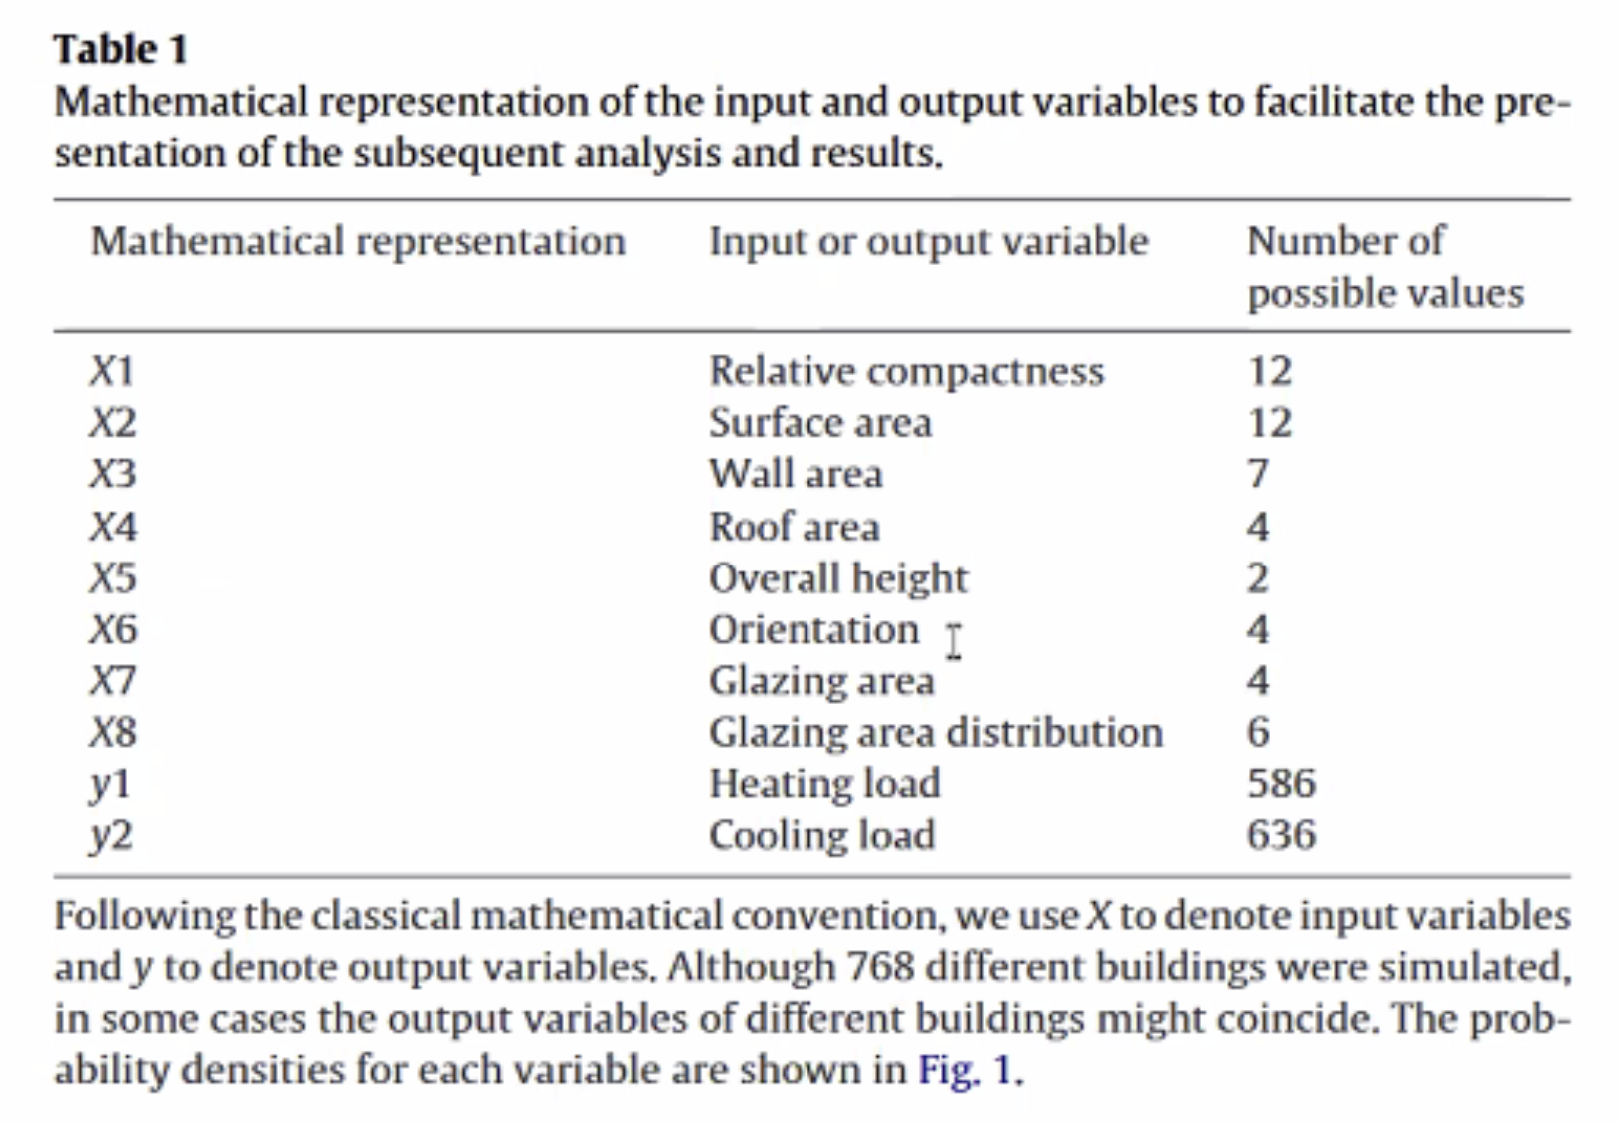 Table 1
Mathematical representation of the input and output variables to facilitate the pre-
sentation of the subsequent analysis and results.
Mathematical representation Input or output variable Number of
possible values
X1 Relative compactness 12
X2 Surface area 12
X3 Wall area 7
X4 Roof area 4
X5 Overall height 2
X6 Orientation 4
X7 Glazing area 4
X8 Glazing area distribution 6
y1 Heating load 586
y2 Cooling load 636
Following the classical mathematical convention, we use X to denote input variables
and y to denote output variables. Although 768 different buildings were simulated,
in some cases the output variables of different buildings might coincide. The prob-
ability densities for each variable are shown in Fig. 1.